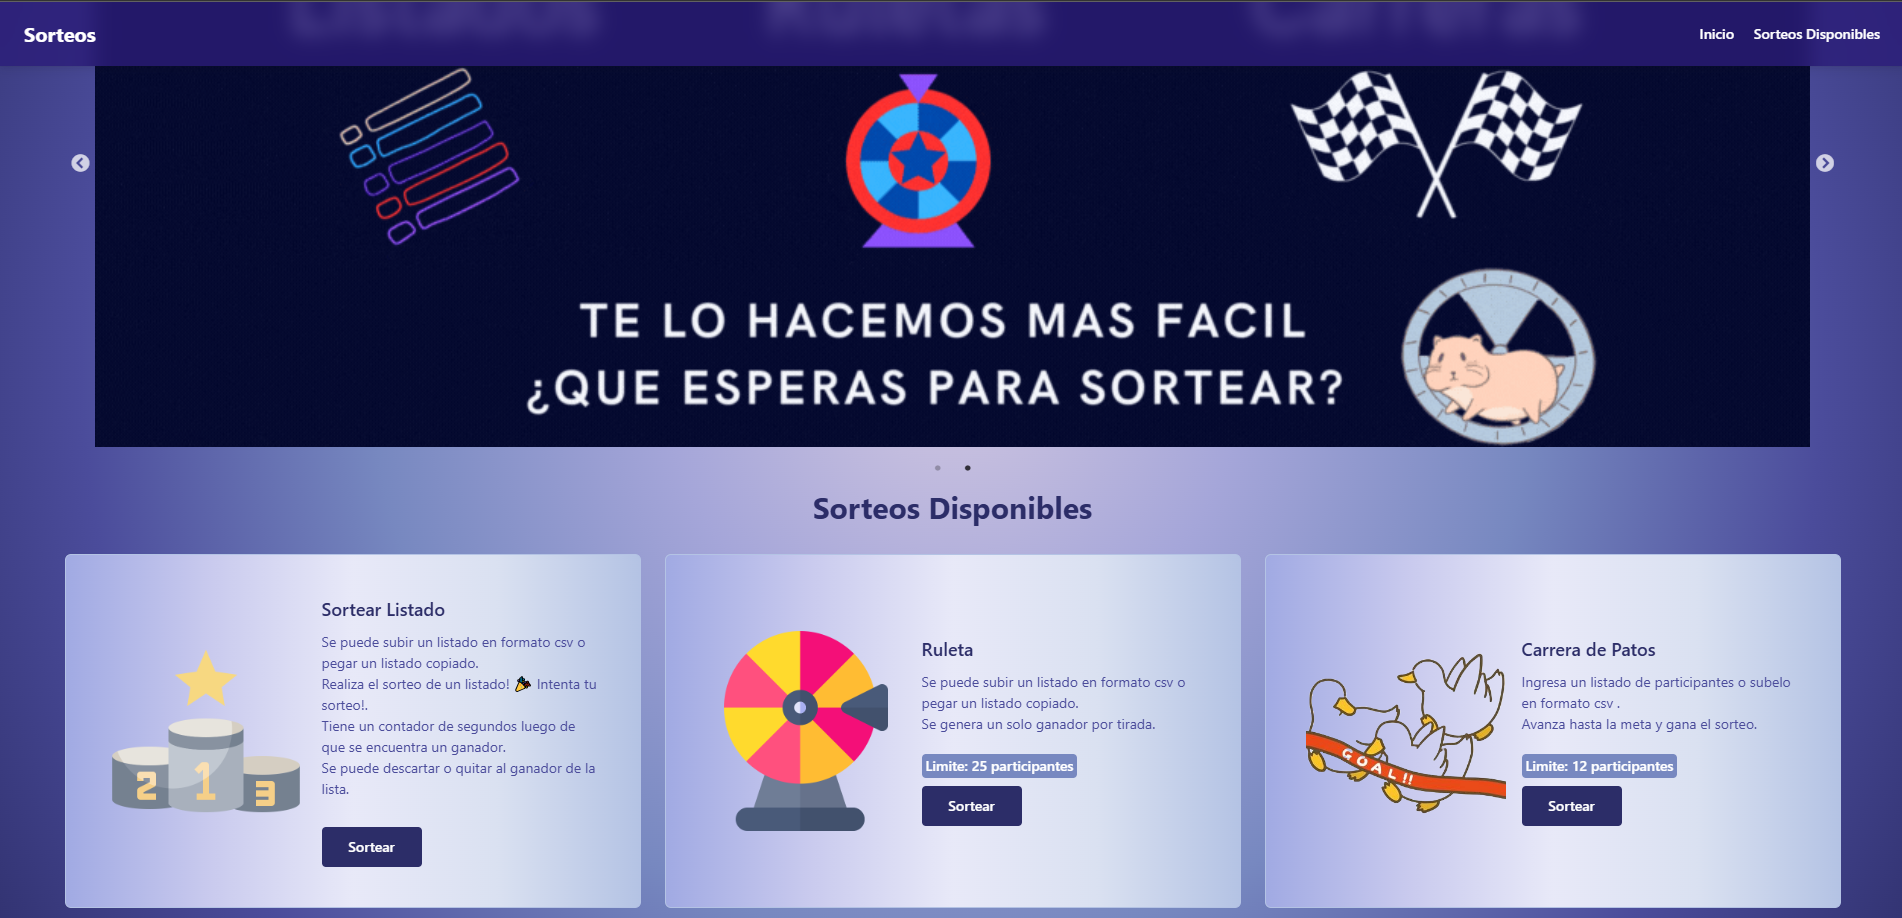 Listados Ruletas Carreras
Sorteos
Inicio
Sorteos Disponibles
TE LO HACEMOS MAS FACIL
¿QUE ESPERAS PARA SORTEAR?
Sorteos Disponibles
2 1 3
Sortear Listado
Se puede subir un listado en formato csv o
pegar un listado copiado.
Realiza el sorteo de un listado! 🎉 Intenta tu
sorteo!.
Tiene un contador de segundos luego de
que se encuentra un ganador.
Se puede descartar o quitar al ganador de la
lista.
Sortear
Ruleta
Se puede subir un listado en formato csv o
pegar un listado copiado.
Se genera un solo ganador por tirada.
Limite: 25 participantes
Sortear
GOAL!!
Carrera de Patos
Ingresa un listado de participantes o subelo
en formato csv .
Avanza hasta la meta y gana el sorteo.
Limite: 12 participantes
Sortear